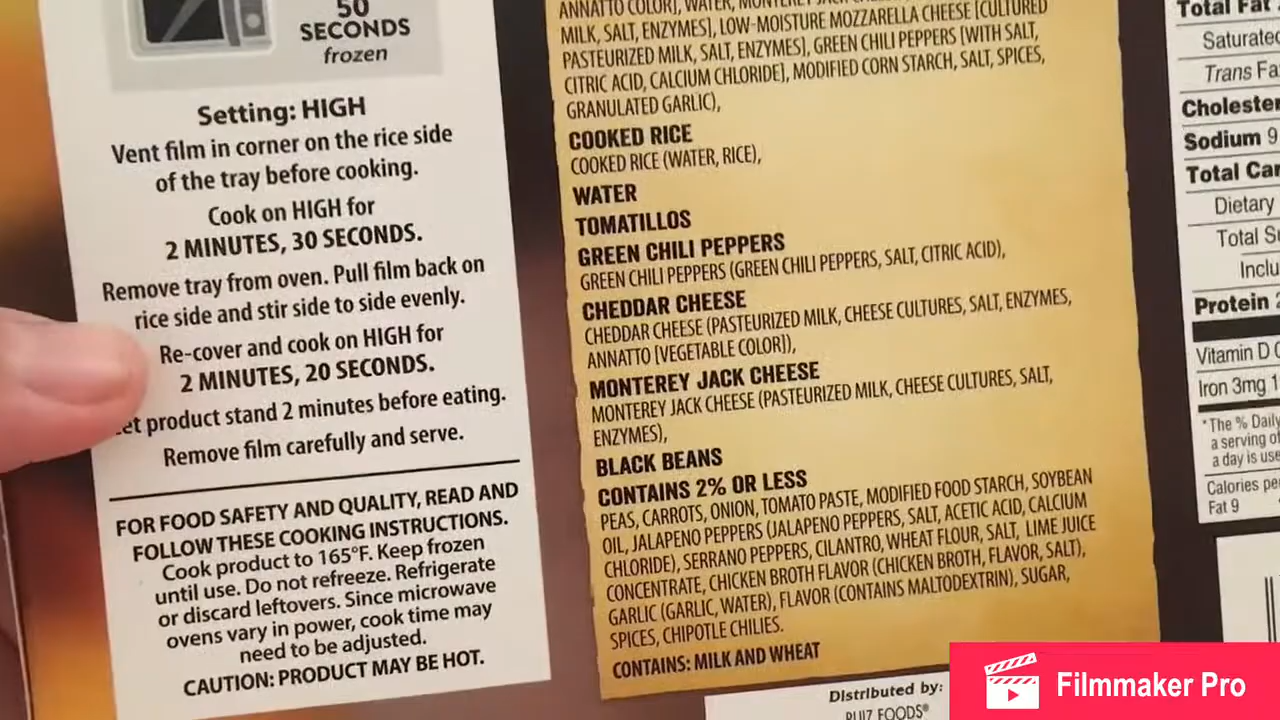 50
SECONDS
frozen
Setting: HIGH
Vent film in corner on the rice side
of the tray before cooking.
Cook on HIGH for
2 MINUTES, 30 SECONDS.
Remove tray from oven. Pull film back on
rice side and stir side to side evenly.
Re-cover and cook on HIGH for
2 MINUTES, 20 SECONDS.
product stand 2 minutes before eating.
Remove film carefully and serve.
FOR FOOD SAFETY AND QUALITY, READ AND
FOLLOW THESE COOKING INSTRUCTIONS.
Cook product to 165°F. Keep frozen
until use. Do not refreeze. Refrigerate
or discard leftovers. Since microwave
ovens vary in power, cook time may
need to be adjusted.
CAUTION: PRODUCT MAY BE HOT.
ANNATTO COLOR], WATER, MONTEREY JACK
MILK, SALT, ENZYMES], LOW-MOISTURE MOZZARELLA CHEESE [CULTURED
PASTEURIZED MILK, SALT, ENZYMES], GREEN CHILI PEPPERS [WITH SALT,
CITRIC ACID, CALCIUM CHLORIDE], MODIFIED CORN STARCH, SALT, SPICES,
GRANULATED GARLIC),
COOKED RICE
COOKED RICE (WATER, RICE),
WATER
TOMATILLOS
GREEN CHILI PEPPERS
GREEN CHILI PEPPERS (GREEN CHILI PEPPERS, SALT, CITRIC ACID),
CHEDDAR CHEESE
CHEDDAR CHEESE (PASTEURIZED MILK, CHEESE CULTURES, SALT, ENZYMES,
ANNATTO [VEGETABLE COLOR]),
MONTEREY JACK CHEESE
MONTEREY JACK CHEESE (PASTEURIZED MILK, CHEESE CULTURES, SALT,
ENZYMES),
BLACK BEANS
CONTAINS 2% OR LESS
PEAS, CARROTS, ONION, TOMATO PASTE, MODIFIED FOOD STARCH, SOYBEAN
OIL, JALAPENO PEPPERS (JALAPENO PEPPERS, SALT, ACETIC ACID, CALCIUM
CHLORIDE), SERRANO PEPPERS, CILANTRO, WHEAT FLOUR, SALT, LIME JUICE
CONCENTRATE, CHICKEN BROTH FLAVOR (CHICKEN BROTH, FLAVOR, SALT),
GARLIC (GARLIC, WATER), FLAVOR (CONTAINS MALTODEXTRIN), SUGAR,
SPICES, CHIPOTLE CHILIES.
CONTAINS: MILK AND WHEAT
Distributed by:
RUIZ FOODS®
Total Fat
Saturated
Trans
Sodium 9
Total
Dietary
Total
Protein
Vitamin D
Iron 3mg 1
*The % Daily
a serving of
a day is use
Calories
Fat 9
Filmmaker Pro